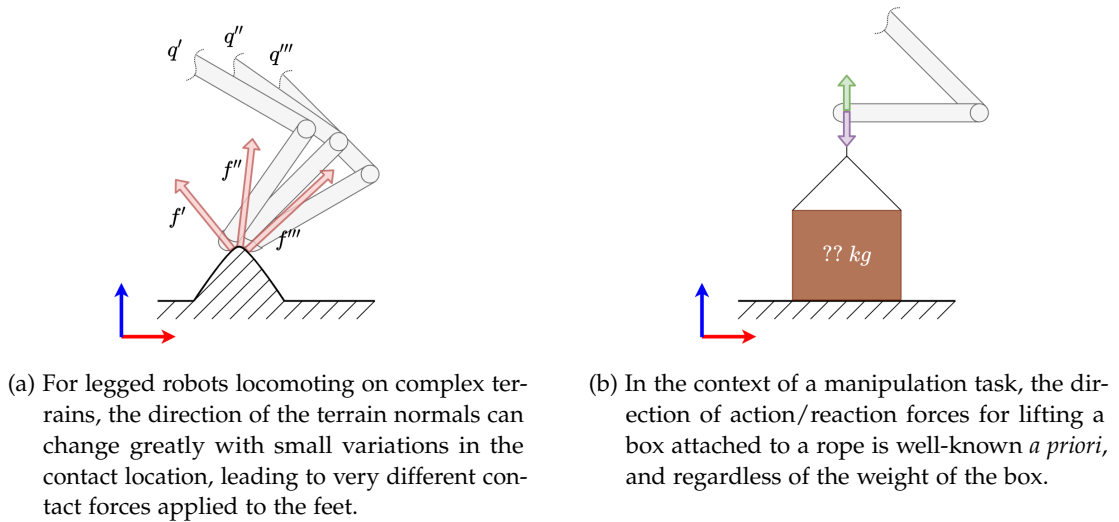 q′ q″ q‴
f′ f″ f‴
?? kg
(a) For legged robots locomoting on complex ter-
rains, the direction of the terrain normals can
change greatly with small variations in the
contact location, leading to very different con-
tact forces applied to the feet.
(b) In the context of a manipulation task, the dir-
ection of action/reaction forces for lifting a
box attached to a rope is well-known a priori,
and regardless of the weight of the box.